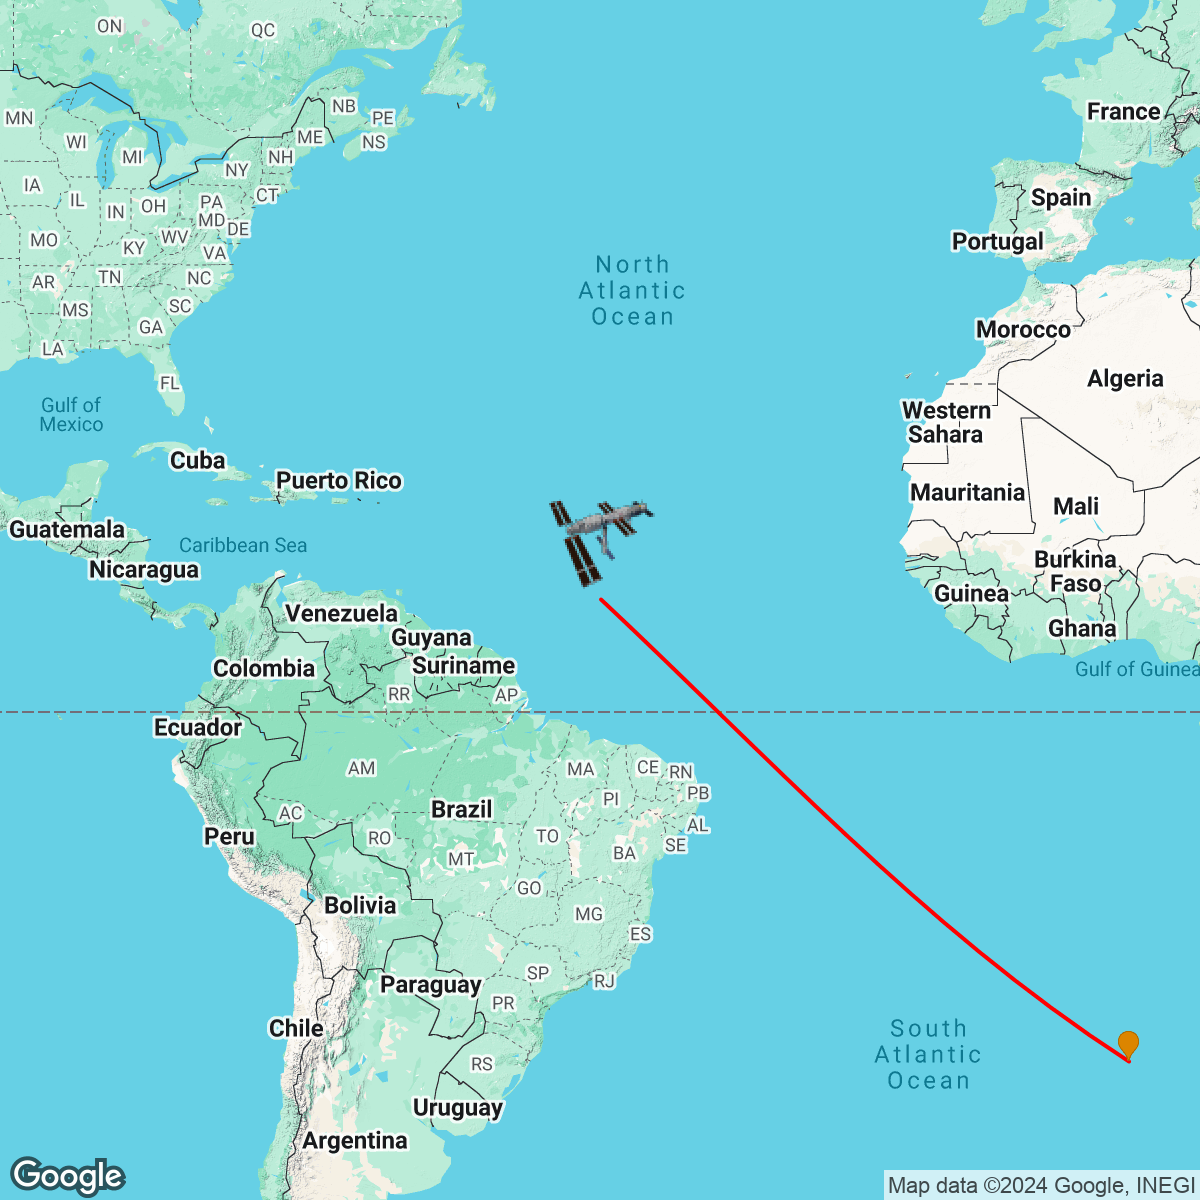 ON
QC
NB
PE
MN
ME
NS
France
WI
MI
NH
NY
IA
IL
IN
OH
PA
CT
Spain
MD
DE
MO
KY
WV
VA
Portugal
North
Atlantic
Ocean
AR
TN
NC
MS
SC
GA
LA
Morocco
FL
Algeria
Gulf of
Mexico
Western
Sahara
Cuba
Puerto Rico
Mauritania
Mali
Guatemala
Caribbean Sea
Nicaragua
Burkina
Faso
Guinea
Venezuela
Guyana
Ghana
Colombia
Suriname
Gulf of Guinea
RR
AP
Ecuador
AM
MA
CE
RN
PI
PB
AC
Brazil
AL
Peru
RO
TO
SE
MT
BA
GO
Bolivia
MG
ES
SP
RJ
Paraguay
PR
Chile
South
Atlantic
Ocean
RS
Uruguay
Argentina
Google
Map data ©2024 Google, INEGI